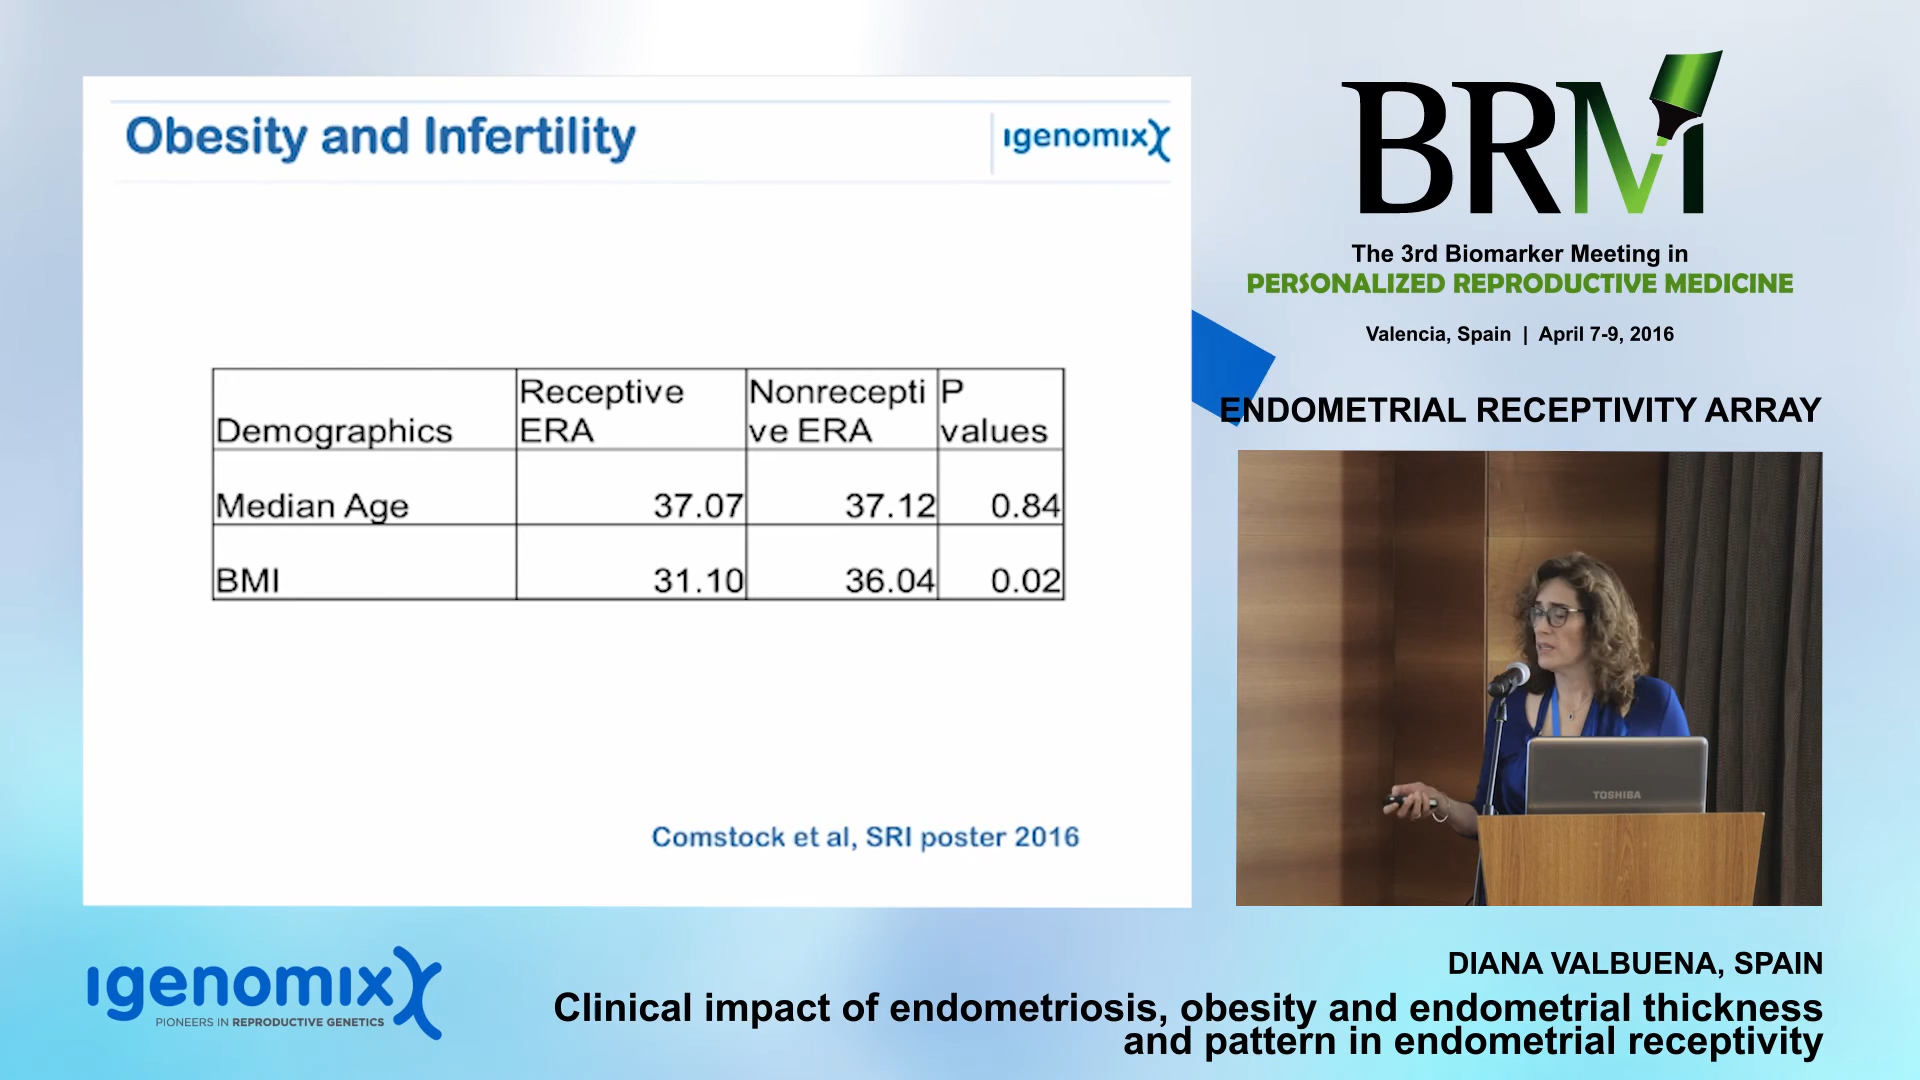 Obesity and Infertility
igenomix
Demographics
Receptive
ERA
Nonrecepti
ve ERA
P
values
Median Age
37.07
37.12
0.84
BMI
31.10
36.04
0.02
Comstock et al, SRI poster 2016
BRM
The 3rd Biomarker Meeting in
PERSONALIZED REPRODUCTIVE MEDICINE
Valencia, Spain | April 7-9, 2016
ENDOMETRIAL RECEPTIVITY ARRAY
TOSHIBA
igenomix
PIONEERS IN REPRODUCTIVE GENETICS
DIANA VALBUENA, SPAIN
Clinical impact of endometriosis, obesity and endometrial thickness
and pattern in endometrial receptivity